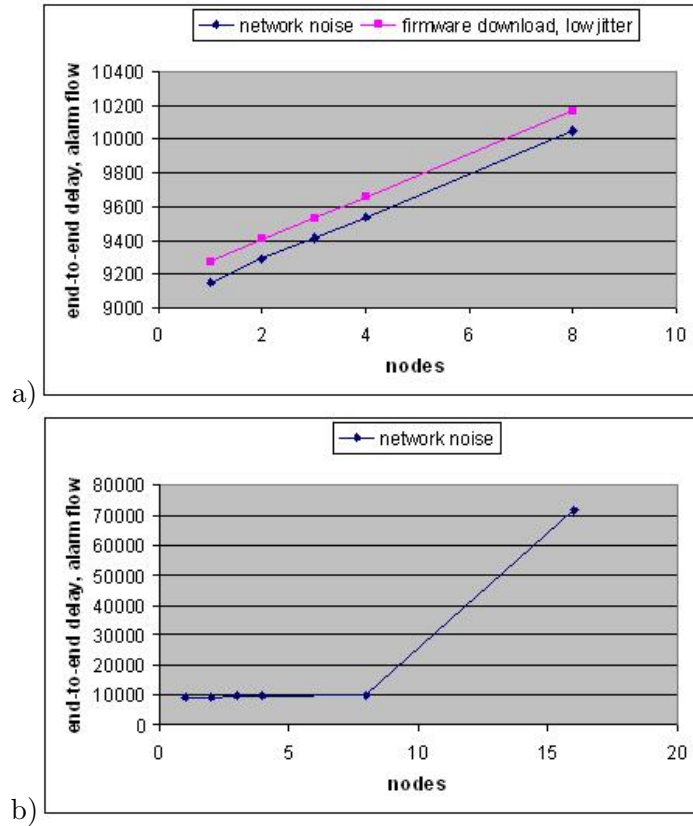 network noise firmware download, low jitter
end-to-end delay, alarm flow
10400
10200
10000
9800
9600
9400
9200
9000
0 2 4 6 8 10
nodes
a)
network noise
end-to-end delay, alarm flow
80000
70000
60000
50000
40000
30000
20000
10000
0
0 5 10 15 20
nodes
b)